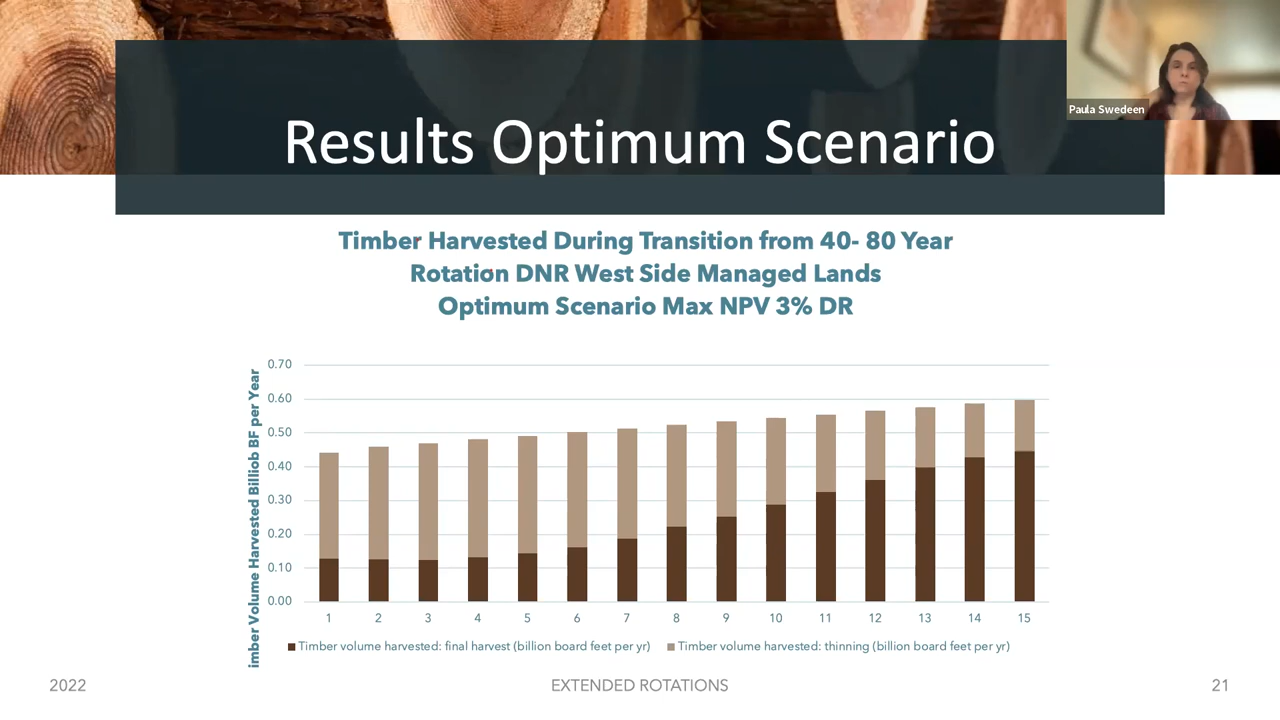 Paula Swedeen
Results Optimum Scenario
Timber Harvested During Transition from 40- 80 Year
Rotation DNR West Side Managed Lands
Optimum Scenario Max NPV 3% DR
imber Volume Harvested Billiob BF per Year
0.70
0.60
0.50
0.40
0.30
0.20
0.10
0.00
1 2 3 4 5 6 7 8 9 10 11 12 13 14 15
Timber volume harvested: final harvest (billion board feet per yr) Timber volume harvested: thinning (billion board feet per yr)
2022 EXTENDED ROTATIONS 21